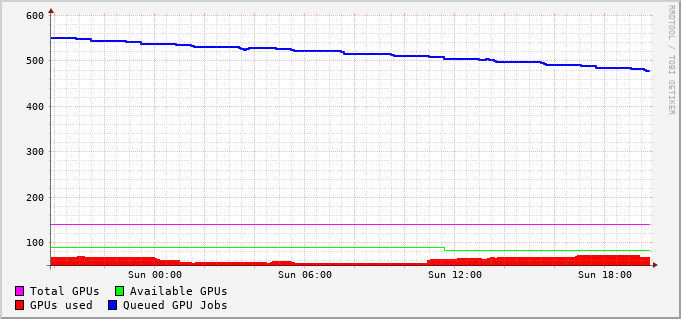 600
500
400
300
200
100
Sun 00:00 Sun 06:00 Sun 12:00 Sun 18:00
Total GPUs Available GPUs
GPUs used Queued GPU Jobs
RRDTOOL / TOBI OETIKER